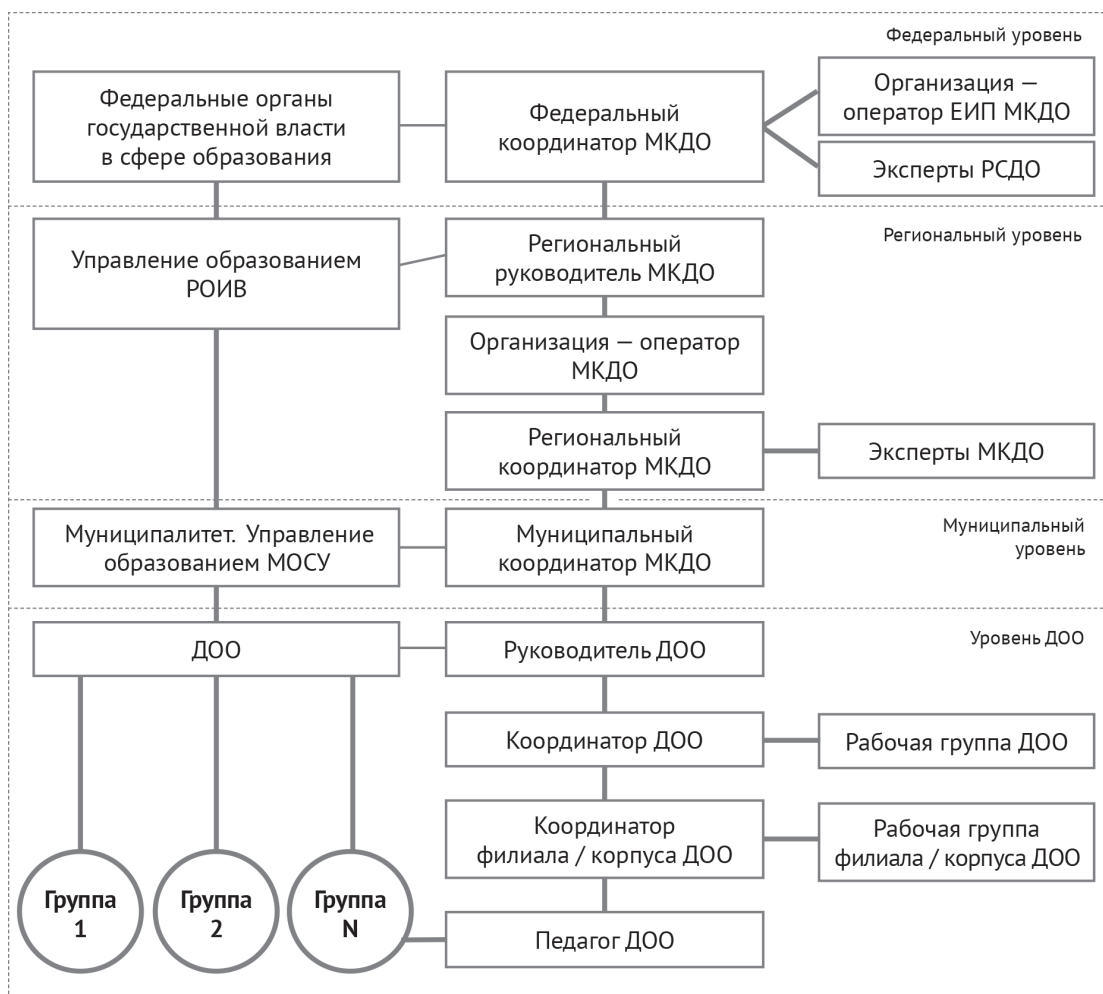 Федеральный уровень
Федеральные органы
государственной власти
в сфере образования
Федеральный
координатор МКДО
Организация —
оператор ЕИП МКДО
Эксперты РСДО
Региональный уровень
Управление образованием
РОИВ
Региональный
руководитель МКДО
Организация — оператор
МКДО
Региональный
координатор МКДО
Эксперты МКДО
Муниципальный
уровень
Муниципалитет. Управление
образованием МОСУ
Муниципальный
координатор МКДО
Уровень ДОО
ДОО
Руководитель ДОО
Координатор ДОО
Рабочая группа ДОО
Координатор
филиала / корпуса ДОО
Рабочая группа
филиала / корпуса ДОО
Группа
1
Группа
2
Группа
N
Педагог ДОО